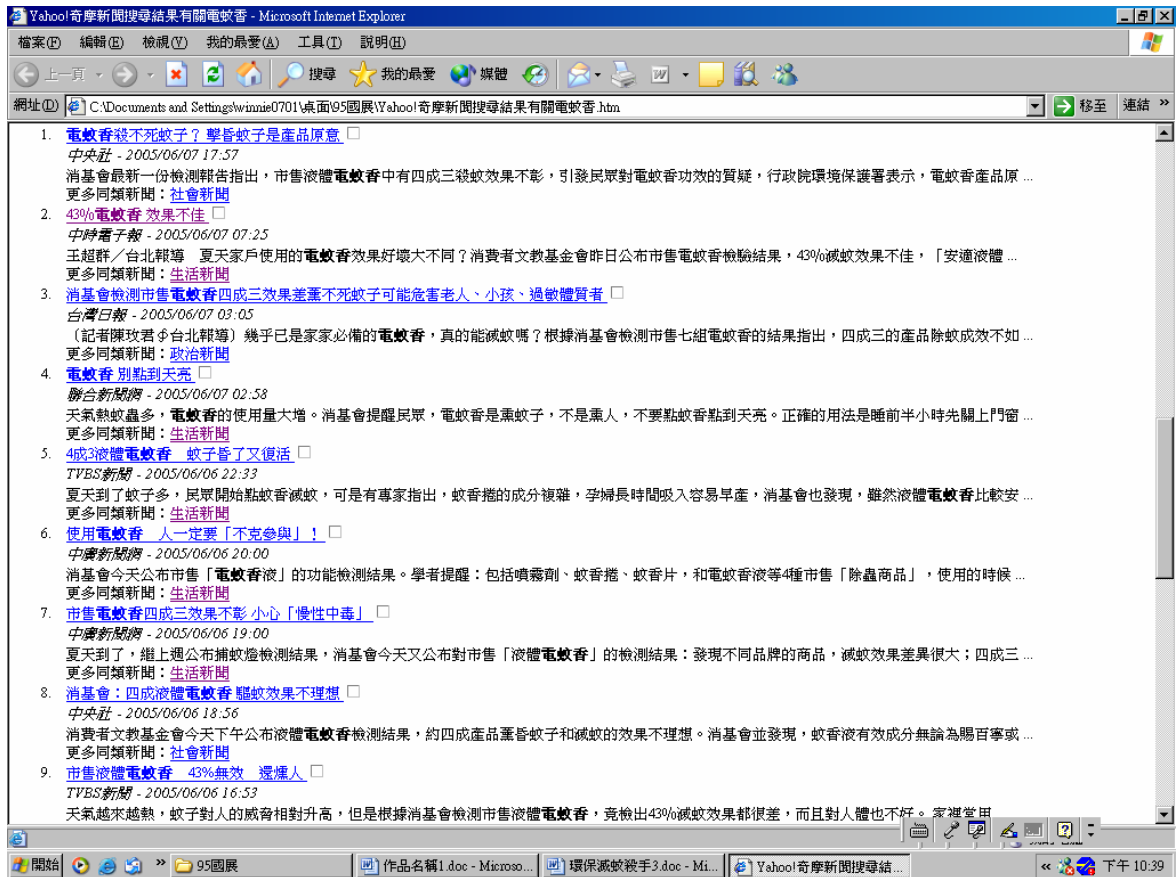 Yahoo!奇摩新聞搜尋結果有關電蚊香 - Microsoft Internet Explorer
檔案(F) 編輯(E) 檢視(V) 我的最愛(A) 工具(T) 說明(H)
上一頁 搜尋 我的最愛 媒體
網址(D) C:\Documents and Settings\winnie0701\桌面\95國展\Yahoo!奇摩新聞搜尋結果有關電蚊香.htm 移至 連結 »
1. 電蚊香殺不死蚊子？ 擊昏蚊子是產品原意
中央社 - 2005/06/07 17:57
消基會最新一份檢測報告指出，市售液體電蚊香中有四成三殺蚊效果不彰，引發民眾對電蚊香功效的質疑，行政院環境保護署表示，電蚊香產品原 ...
更多同類新聞：社會新聞
2. 43%電蚊香 效果不佳
中時電子報 - 2005/06/07 07:25
王超群／台北報導 夏天家戶使用的電蚊香效果好壞大不同？消費者文教基金會昨日公布市售電蚊香檢驗結果，43%滅蚊效果不佳，「安速液體 ...
更多同類新聞：生活新聞
3. 消基會檢測市售電蚊香四成三效果差薰不死蚊子可能危害老人、小孩、過敏體質者
台灣日報 - 2005/06/07 03:05
〔記者陳玫君φ台北報導〕幾乎已是家家必備的電蚊香，真的能滅蚊嗎？根據消基會檢測市售七組電蚊香的結果指出，四成三的產品除蚊成效不如 ...
更多同類新聞：政治新聞
4. 電蚊香 別點到天亮
聯合新聞網 - 2005/06/07 02:58
天氣熱蚊蟲多，電蚊香的使用量大增。消基會提醒民眾，電蚊香是熏蚊子，不是熏人，不要點蚊香點到天亮。正確的用法是睡前半小時先關上門窗 ...
更多同類新聞：生活新聞
5. 4成3液體電蚊香 蚊子昏了又復活
TVBS新聞 - 2005/06/06 22:33
夏天到了蚊子多，民眾開始點蚊香滅蚊，可是有專家指出，蚊香捲的成分複雜，孕婦長時間吸入容易早產，消基會也發現，雖然液體電蚊香比較安 ...
更多同類新聞：生活新聞
6. 使用電蚊香 人一定要「不克參與」！
中廣新聞網 - 2005/06/06 20:00
消基會今天公布市售「電蚊香液」的功能檢測結果。學者提醒：包括噴霧劑、蚊香捲、蚊香片，和電蚊香液等4種市售「除蟲商品」，使用的時候 ...
更多同類新聞：生活新聞
7. 市售電蚊香四成三效果不彰 小心「慢性中毒」
中廣新聞網 - 2005/06/06 19:00
夏天到了，繼上週公布捕蚊燈檢測結果，消基會今天又公布對市售「液體電蚊香」的檢測結果：發現不同品牌的商品，滅蚊效果差異很大；四成三 ...
更多同類新聞：生活新聞
8. 消基會：四成液體電蚊香 驅蚊效果不理想
中央社 - 2005/06/06 18:56
消費者文教基金會今天下午公布液體電蚊香檢測結果，約四成產品薰昏蚊子和滅蚊的效果不理想。消基會並發現，蚊香液有效成分無論為賜百寧或 ...
更多同類新聞：社會新聞
9. 市售液體電蚊香 43%無效 還燻人
TVBS新聞 - 2005/06/06 16:53
天氣越來越熱，蚊子對人的威脅相對升高，但是根據消基會檢測市售液體電蚊香，竟檢出43%滅蚊效果都很差，而且對人體也不好。家裡常用
開始 » 95國展 作品名稱1.doc - Microso... 環保滅蚊殺手3.doc - Mi... Yahoo!奇摩新聞搜尋結... « 下午 10:39